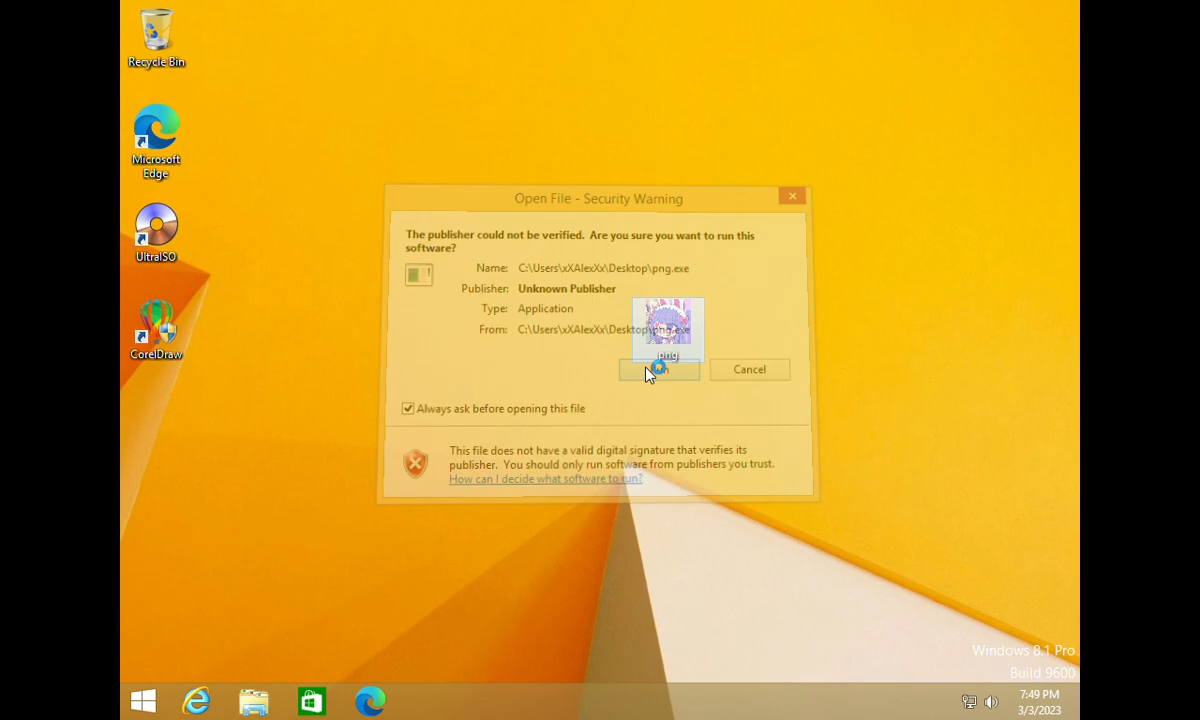 Recycle Bin
Microsoft
Edge
UltraISO
CorelDraw
Open File - Security Warning
The publisher could not be verified.  Are you sure you want to run this
software?
Name: C:\Users\xXAlexXx\Desktop\png.exe
Publisher: Unknown Publisher
Type: Application
From: C:\Users\xXAlexXx\Desktop\png.exe
png
Cancel
Always ask before opening this file
This file does not have a valid digital signature that verifies its
publisher.  You should only run software from publishers you trust.
How can I decide what software to run?
Windows 8.1 Pro
Build 9600
7:49 PM
3/3/2023